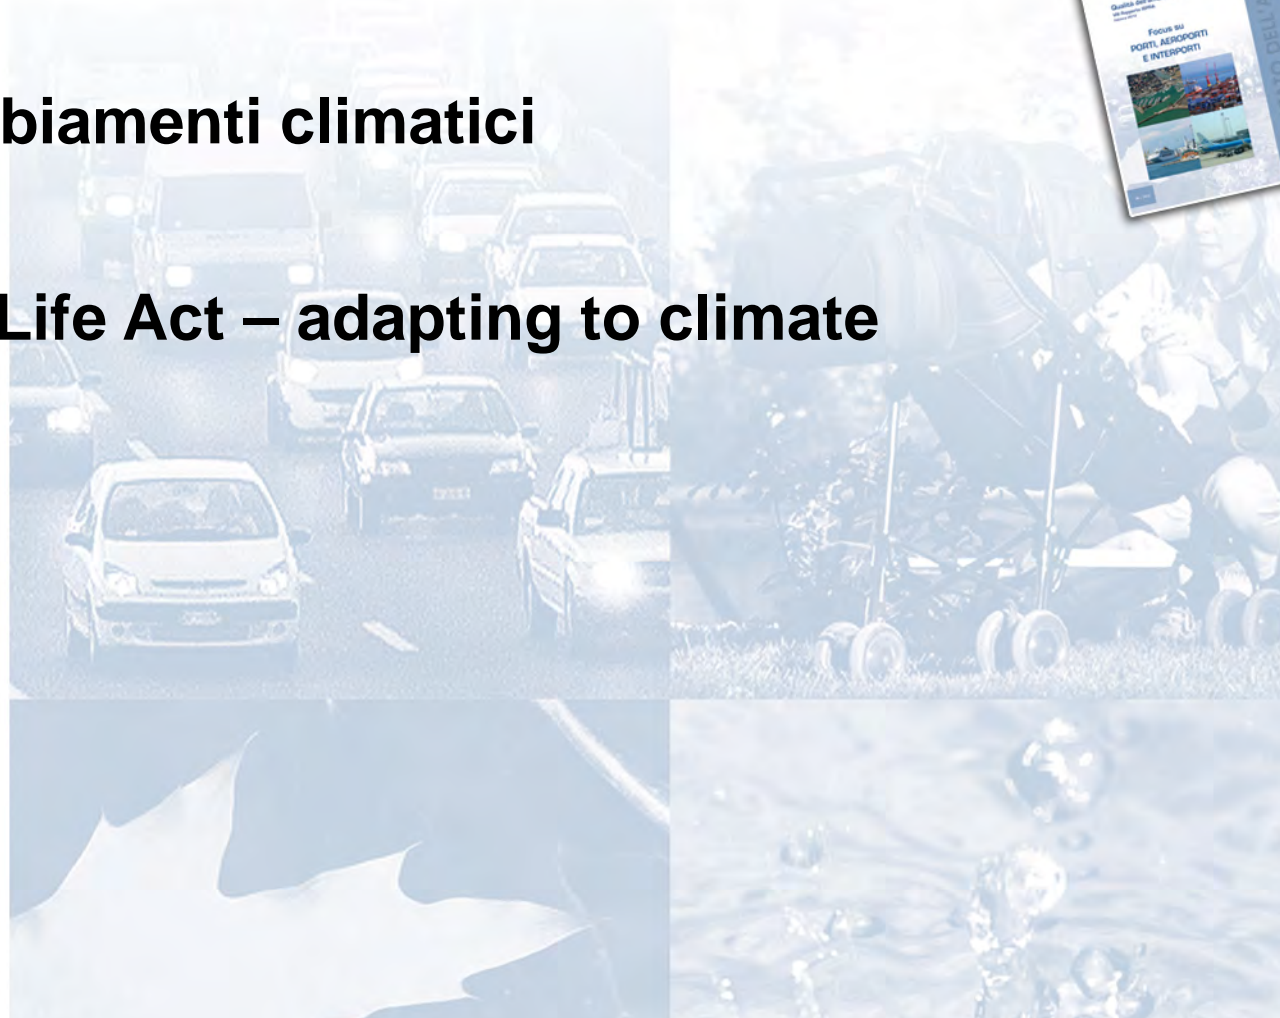 biamenti climatici
Life Act – adapting to climate
Focus su
PORTI, AEROPORTI
E INTERPORTI